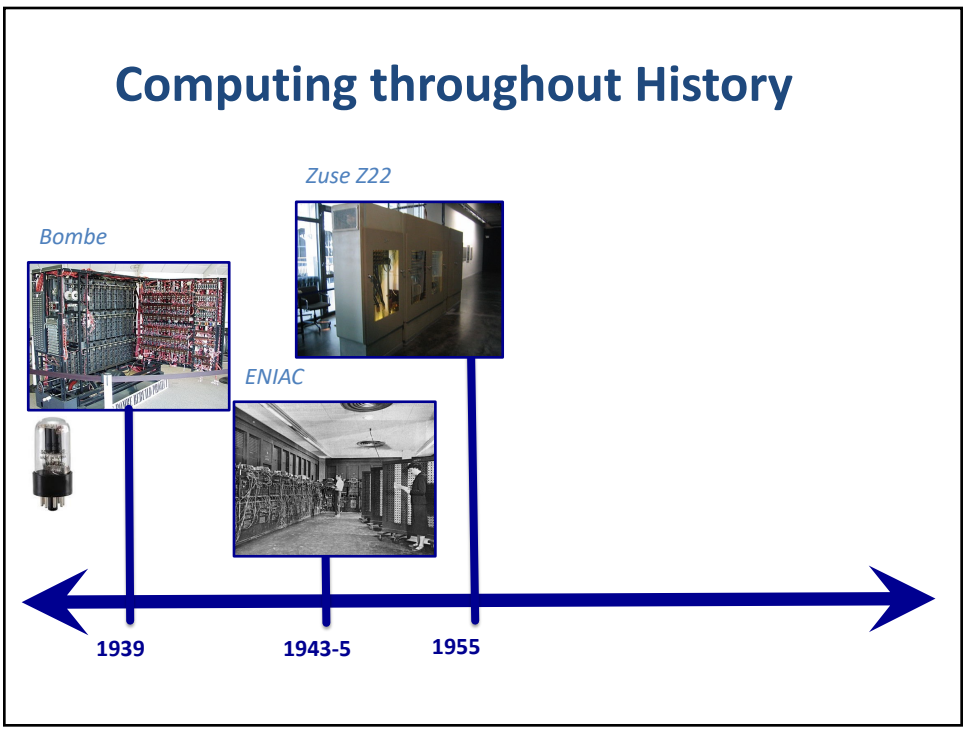 Computing throughout History
Zuse Z22
Bombe
ENIAC
1939
1943-5
1955